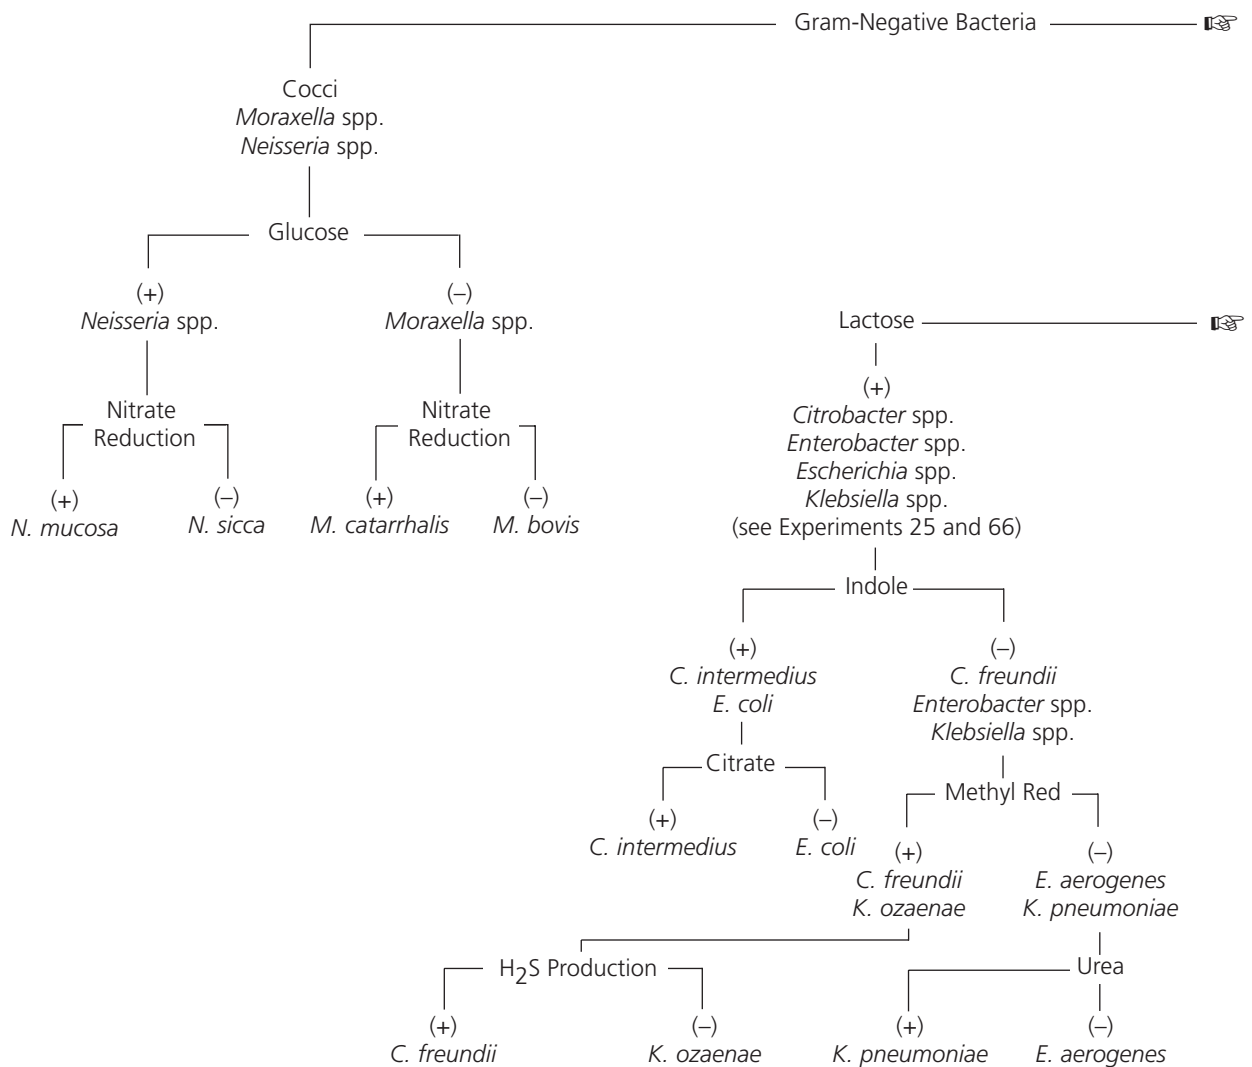 Gram-Negative Bacteria
Cocci
Moraxella spp.
Neisseria spp.
Glucose
(+)
Neisseria spp.
(–)
Moraxella spp.
Nitrate
Reduction
Nitrate
Reduction
(+)
N. mucosa
(–)
N. sicca
(+)
M. catarrhalis
(–)
M. bovis
Lactose
(+)
Citrobacter spp.
Enterobacter spp.
Escherichia spp.
Klebsiella spp.
(see Experiments 25 and 66)
Indole
(+)
C. intermedius
E. coli
(–)
C. freundii
Enterobacter spp.
Klebsiella spp.
Citrate
(+)
C. intermedius
(–)
E. coli
Methyl Red
(+)
C. freundii
K. ozaenae
(–)
E. aerogenes
K. pneumoniae
H2S Production
(+)
C. freundii
(–)
K. ozaenae
Urea
(+)
K. pneumoniae
(–)
E. aerogenes